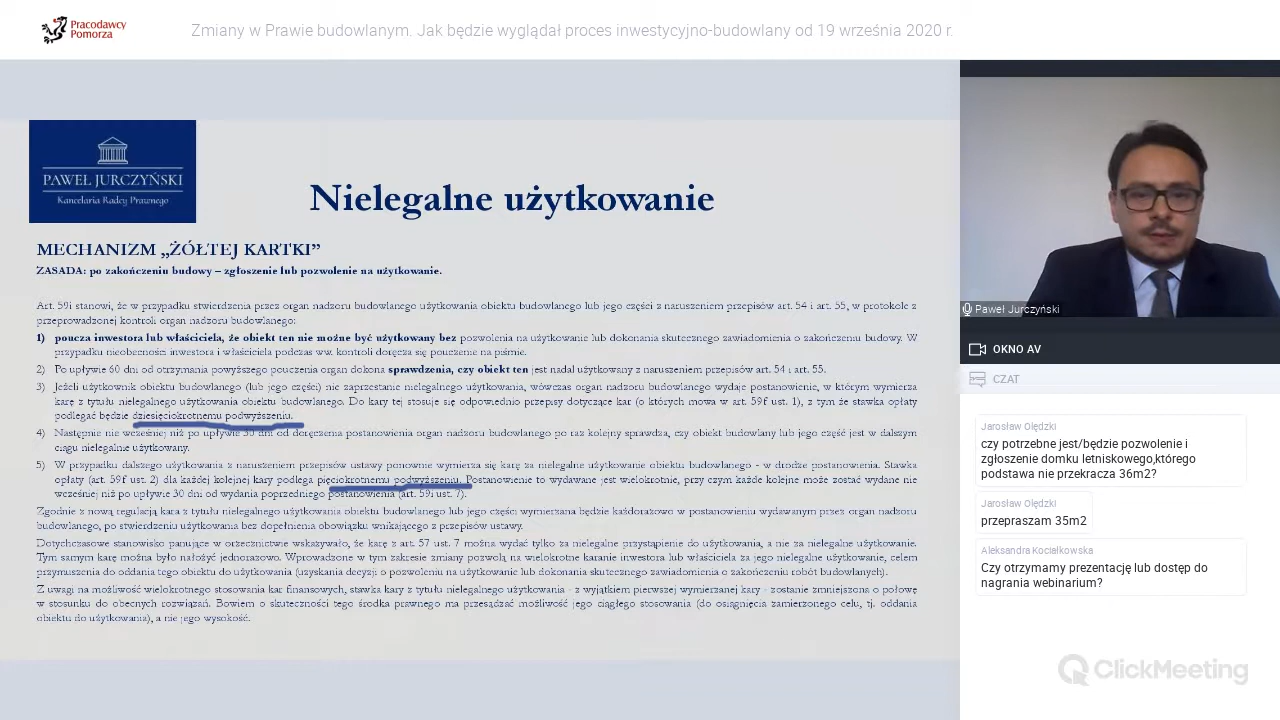 Pracodawcy
Pomorza
Zmiany w Prawie budowlanym. Jak będzie wyglądał proces inwestycyjno-budowlany od 19 września 2020 r.
PAWEŁ JURCZYŃSKI
Kancelaria Radcy Prawnego
Nielegalne użytkowanie
MECHANIZM „ŻÓŁTEJ KARTKI”
ZASADA: po zakończeniu budowy – zgłoszenie lub pozwolenie na użytkowanie.
Art. 59i stanowi, że w przypadku stwierdzenia przez organ nadzoru budowlanego użytkowania obiektu budowlanego lub jego części z naruszeniem przepisów art. 54 i art. 55, w protokole z
przeprowadzonej kontroli organ nadzoru budowlanego:
1) poucza inwestora lub właściciela, że obiekt ten nie możne być użytkowany bez pozwolenia na użytkowanie lub dokonania skutecznego zawiadomienia o zakończeniu budowy. W
przypadku nieobecności inwestora i właściciela podczas ww. kontroli doręcza się pouczenie na piśmie.
2) Po upływie 60 dni od otrzymania powyższego pouczenia organ dokona sprawdzenia, czy obiekt ten jest nadal użytkowany z naruszeniem przepisów art. 54 i art. 55.
3) Jeżeli użytkownik obiektu budowlanego (lub jego części) nie zaprzestanie nielegalnego użytkowania, wówczas organ nadzoru budowlanego wydaje postanowienie, w którym wymierza
karę z tytułu nielegalnego użytkowania obiektu budowlanego. Do kary tej stosuje się odpowiednio przepisy dotyczące kar (o których mowa w art. 59f ust. 1), z tym że stawka opłaty
podlegać będzie dziesięciokrotnemu podwyższeniu.
4) Następnie nie wcześniej niż po upływie 30 dni od doręczenia postanowienia organ nadzoru budowlanego po raz kolejny sprawdza, czy obiekt budowlany lub jego część jest w dalszym
ciągu nielegalnie użytkowany.
5) W przypadku dalszego użytkowania z naruszeniem przepisów ustawy ponownie wymierza się karę za nielegalne użytkowanie obiektu budowlanego - w drodze postanowienia. Stawka
opłaty (art. 59f ust. 2) dla każdej kolejnej kary podlega pięciokrotnemu podwyższeniu. Postanowienie to wydawane jest wielokrotnie, przy czym każde kolejne może zostać wydane nie
wcześniej niż po upływie 30 dni od wydania poprzedniego postanowienia (art. 59i ust. 7).
Zgodnie z nową regulacją kara z tytułu nielegalnego użytkowania obiektu budowlanego lub jego części wymierzana będzie każdorazowo w postanowieniu wydawanym przez organ nadzoru
budowlanego, po stwierdzeniu użytkowania bez dopełnienia obowiązku wynikającego z przepisów ustawy.
Dotychczasowe stanowisko panujące w orzecznictwie wskazywało, że karę z art. 57 ust. 7 można wydać tylko za nielegalne przystąpienie do użytkowania, a nie za nielegalne użytkowanie.
Tym samym karę można było nałożyć jednorazowo. Wprowadzone w tym zakresie zmiany pozwolą na wielokrotne karanie inwestora lub właściciela za jego nielegalne użytkowanie, celem
przymuszenia do oddania tego obiektu do użytkowania (uzyskania decyzji o pozwoleniu na użytkowanie lub dokonania skutecznego zawiadomienia o zakończeniu robót budowlanych).
Z uwagi na możliwość wielokrotnego stosowania kar finansowych, stawka kary z tytułu nielegalnego użytkowania - z wyjątkiem pierwszej wymierzanej kary - zostanie zmniejszona o połowę
w stosunku do obecnych rozwiązań. Bowiem o skuteczności tego środka prawnego ma przesądzać możliwość jego ciągłego stosowania (do osiągnięcia zamierzonego celu, tj. oddania
obiektu do użytkowania), a nie jego wysokość.
Paweł Jurczyński
OKNO AV
CZAT
Jarosław Olędzki
czy potrzebne jest/będzie pozwolenie i
zgłoszenie domku letniskowego,którego
podstawa nie przekracza 36m2?
Jarosław Olędzki
przepraszam 35m2
Aleksandra Kociałkowska
Czy otrzymamy prezentację lub dostęp do
nagrania webinarium?
ClickMeeting